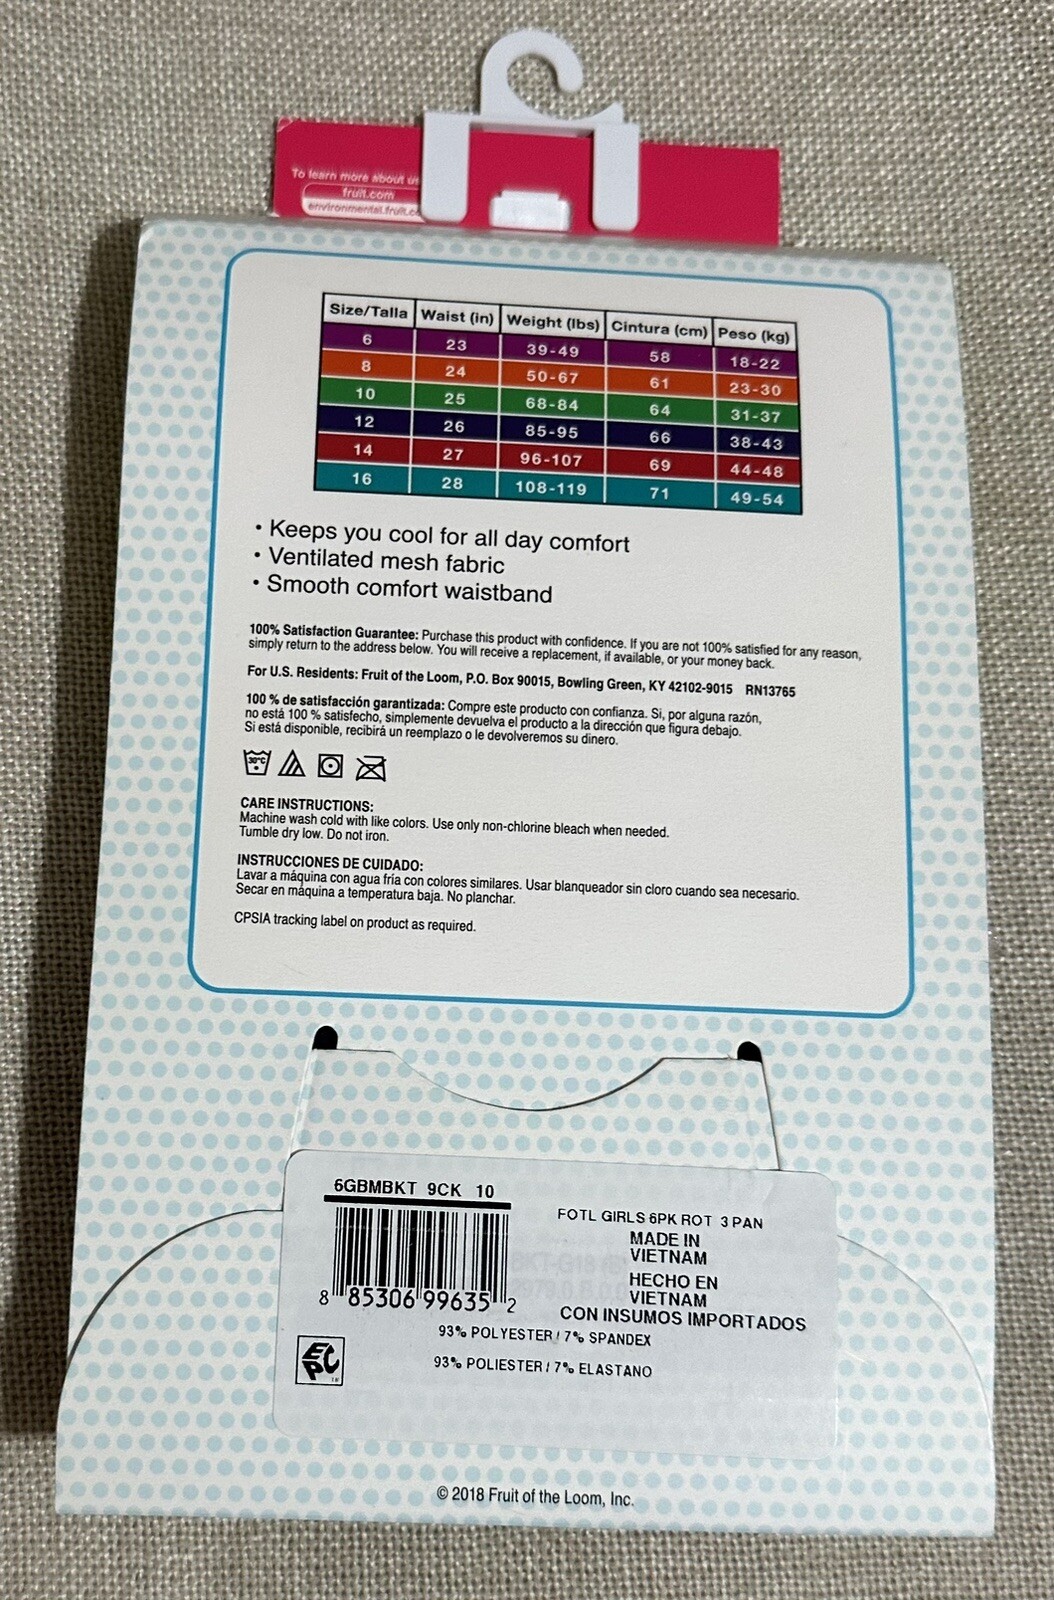 To learn more about us
fruit.com
environmental.fruit.co
Size/Talla Waist (in) Weight (lbs) Cintura (cm) Peso (kg)
6 23 39-49 58 18-22
8 24 50-67 61 23-30
10 25 68-84 64 31-37
12 26 85-95 66 38-43
14 27 96-107 69 44-48
16 28 108-119 71 49-54
• Keeps you cool for all day comfort
• Ventilated mesh fabric
• Smooth comfort waistband
100% Satisfaction Guarantee: Purchase this product with confidence. If you are not 100% satisfied for any reason,
simply return to the address below. You will receive a replacement, if available, or your money back.
For U.S. Residents: Fruit of the Loom, P.O. Box 90015, Bowling Green, KY 42102-9015 RN13765
100 % de satisfacción garantizada: Compre este producto con confianza. Si, por alguna razón,
no está 100 % satisfecho, simplemente devuelva el producto a la dirección que figura debajo.
Si está disponible, recibirá un reemplazo o le devolveremos su dinero.
30°C
CARE INSTRUCTIONS:
Machine wash cold with like colors. Use only non-chlorine bleach when needed.
Tumble dry low. Do not iron.
INSTRUCCIONES DE CUIDADO:
Lavar a máquina con agua fría con colores similares. Usar blanqueador sin cloro cuando sea necesario.
Secar en máquina a temperatura baja. No planchar.
CPSIA tracking label on product as required.
6GBMBKT 9CK 10
8 85306 99635 2
FOTL GIRLS 6PK ROT 3 PAN
MADE IN
VIETNAM
HECHO EN
VIETNAM
CON INSUMOS IMPORTADOS
93% POLYESTER / 7% SPANDEX
93% POLIESTER / 7% ELASTANO
EPC
© 2018 Fruit of the Loom, Inc.